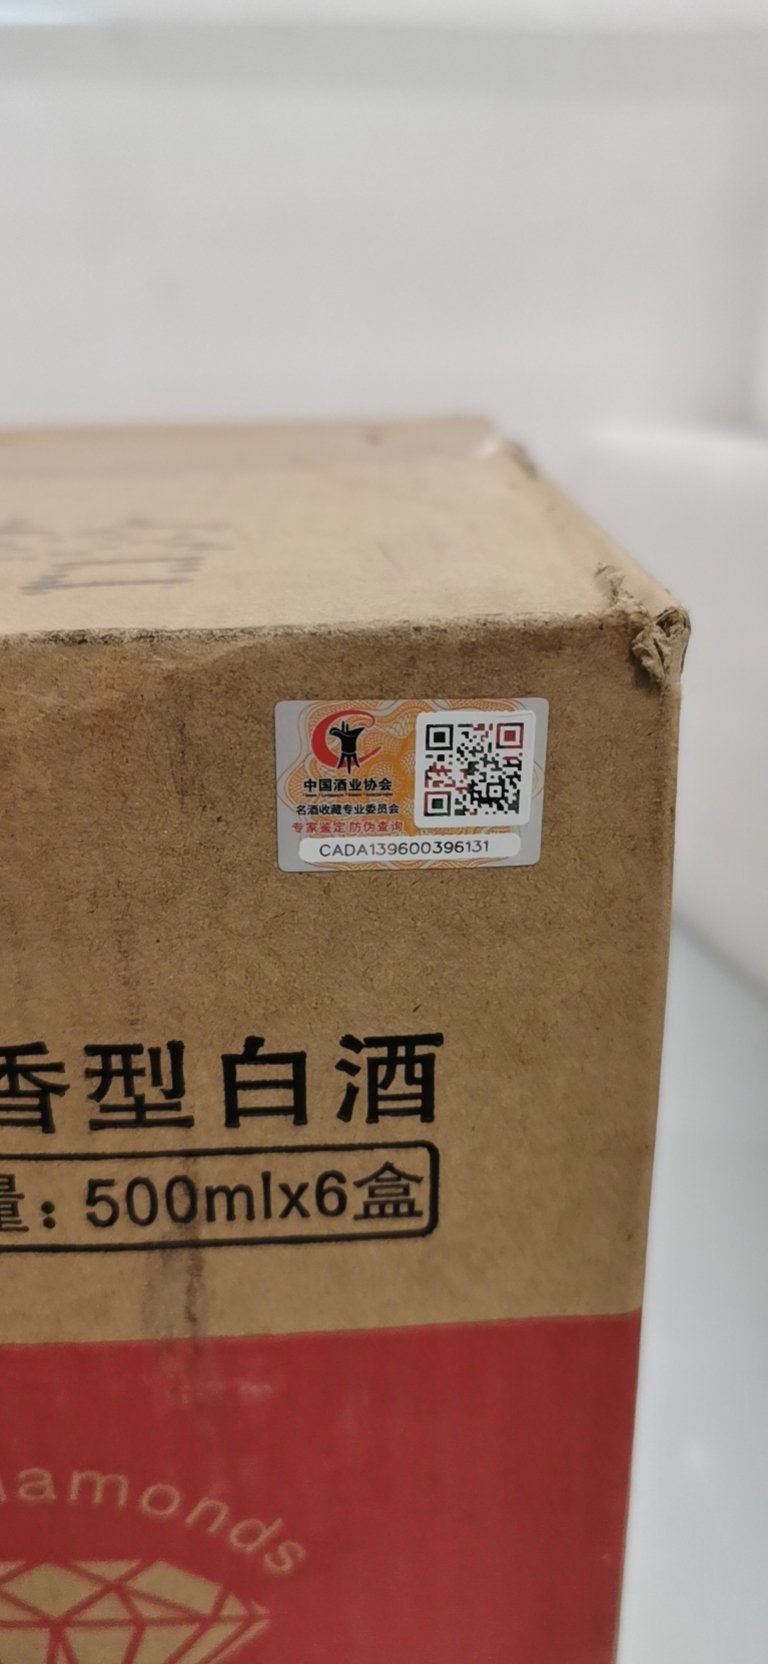 中国酒业协会
名酒收藏专业委员会
专家鉴定 防伪查询
CADA139600396131
香型白酒
量：500mlx6盒
iamonds